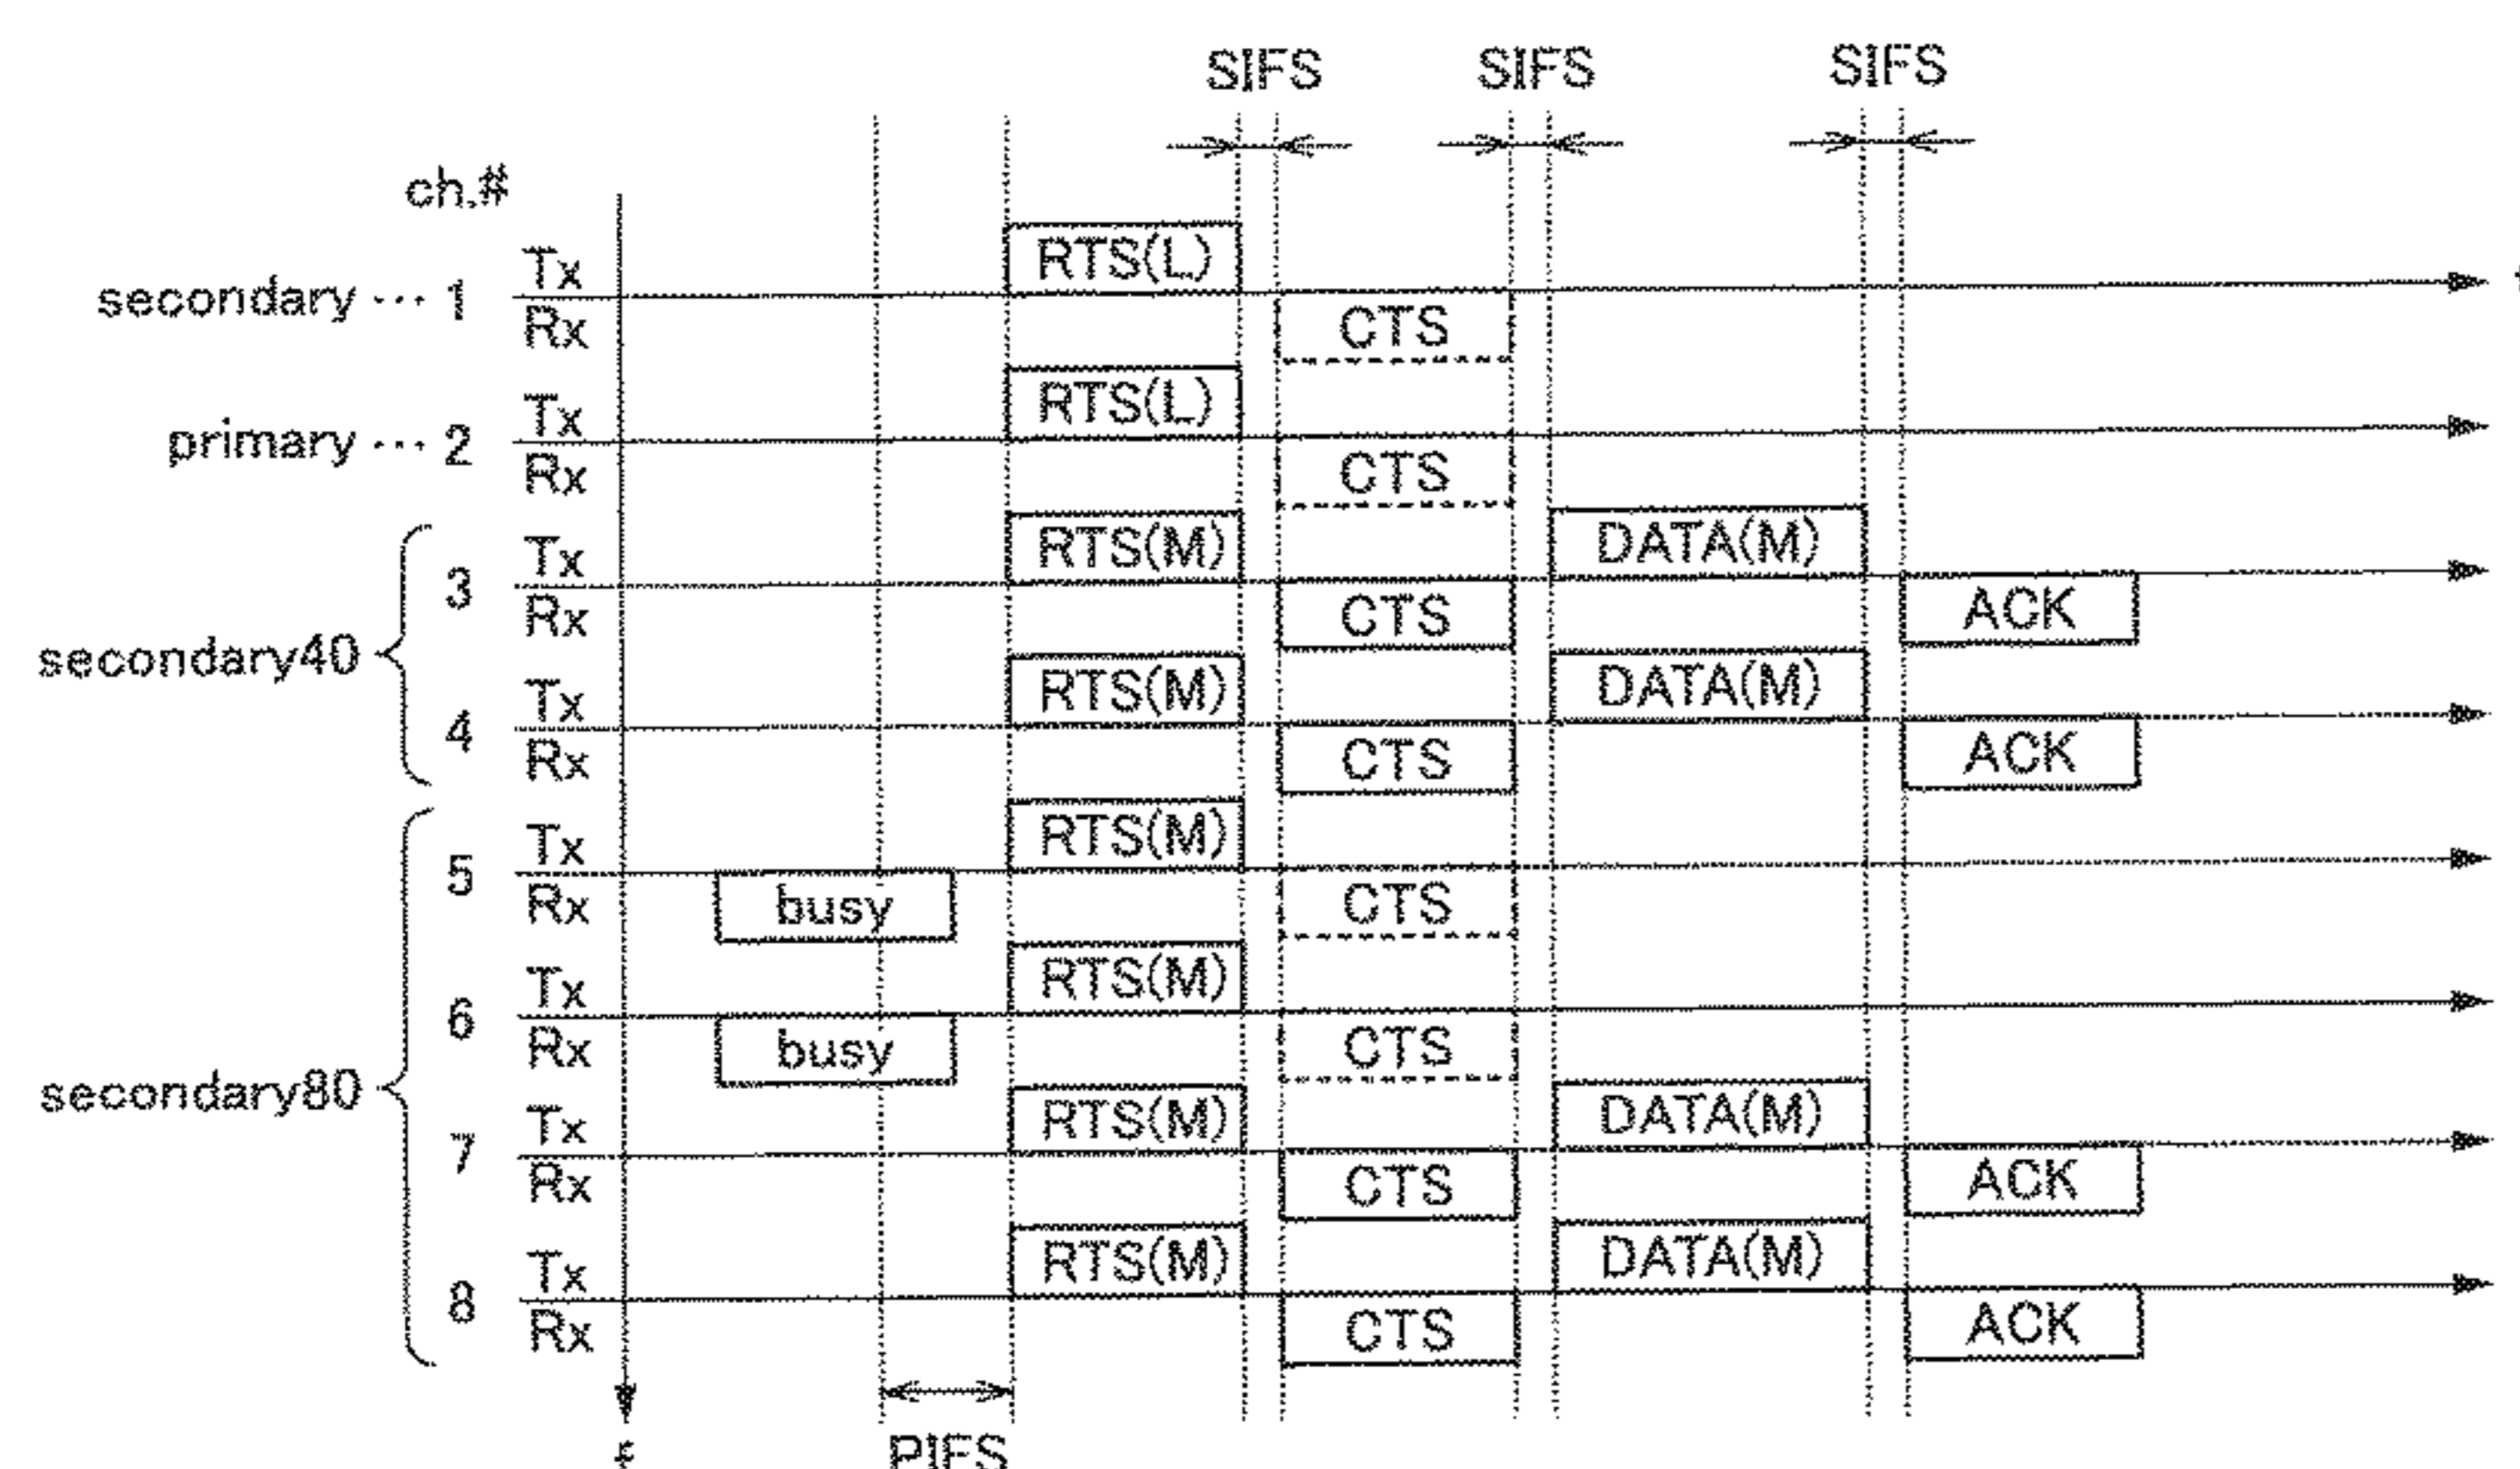 SIFS SIFS SIFS
ch.#
secondary ··· 1 Tx RTS(L)
Rx CTS
primary ··· 2 Tx RTS(L)
Rx CTS
secondary40
3 Tx RTS(M) DATA(M)
Rx CTS ACK
4 Tx RTS(M) DATA(M)
Rx CTS ACK
secondary80
5 Tx RTS(M)
Rx busy CTS
6 Tx RTS(M)
Rx busy CTS
7 Tx RTS(M) DATA(M)
Rx CTS ACK
8 Tx RTS(M) DATA(M)
Rx CTS ACK
PIFS